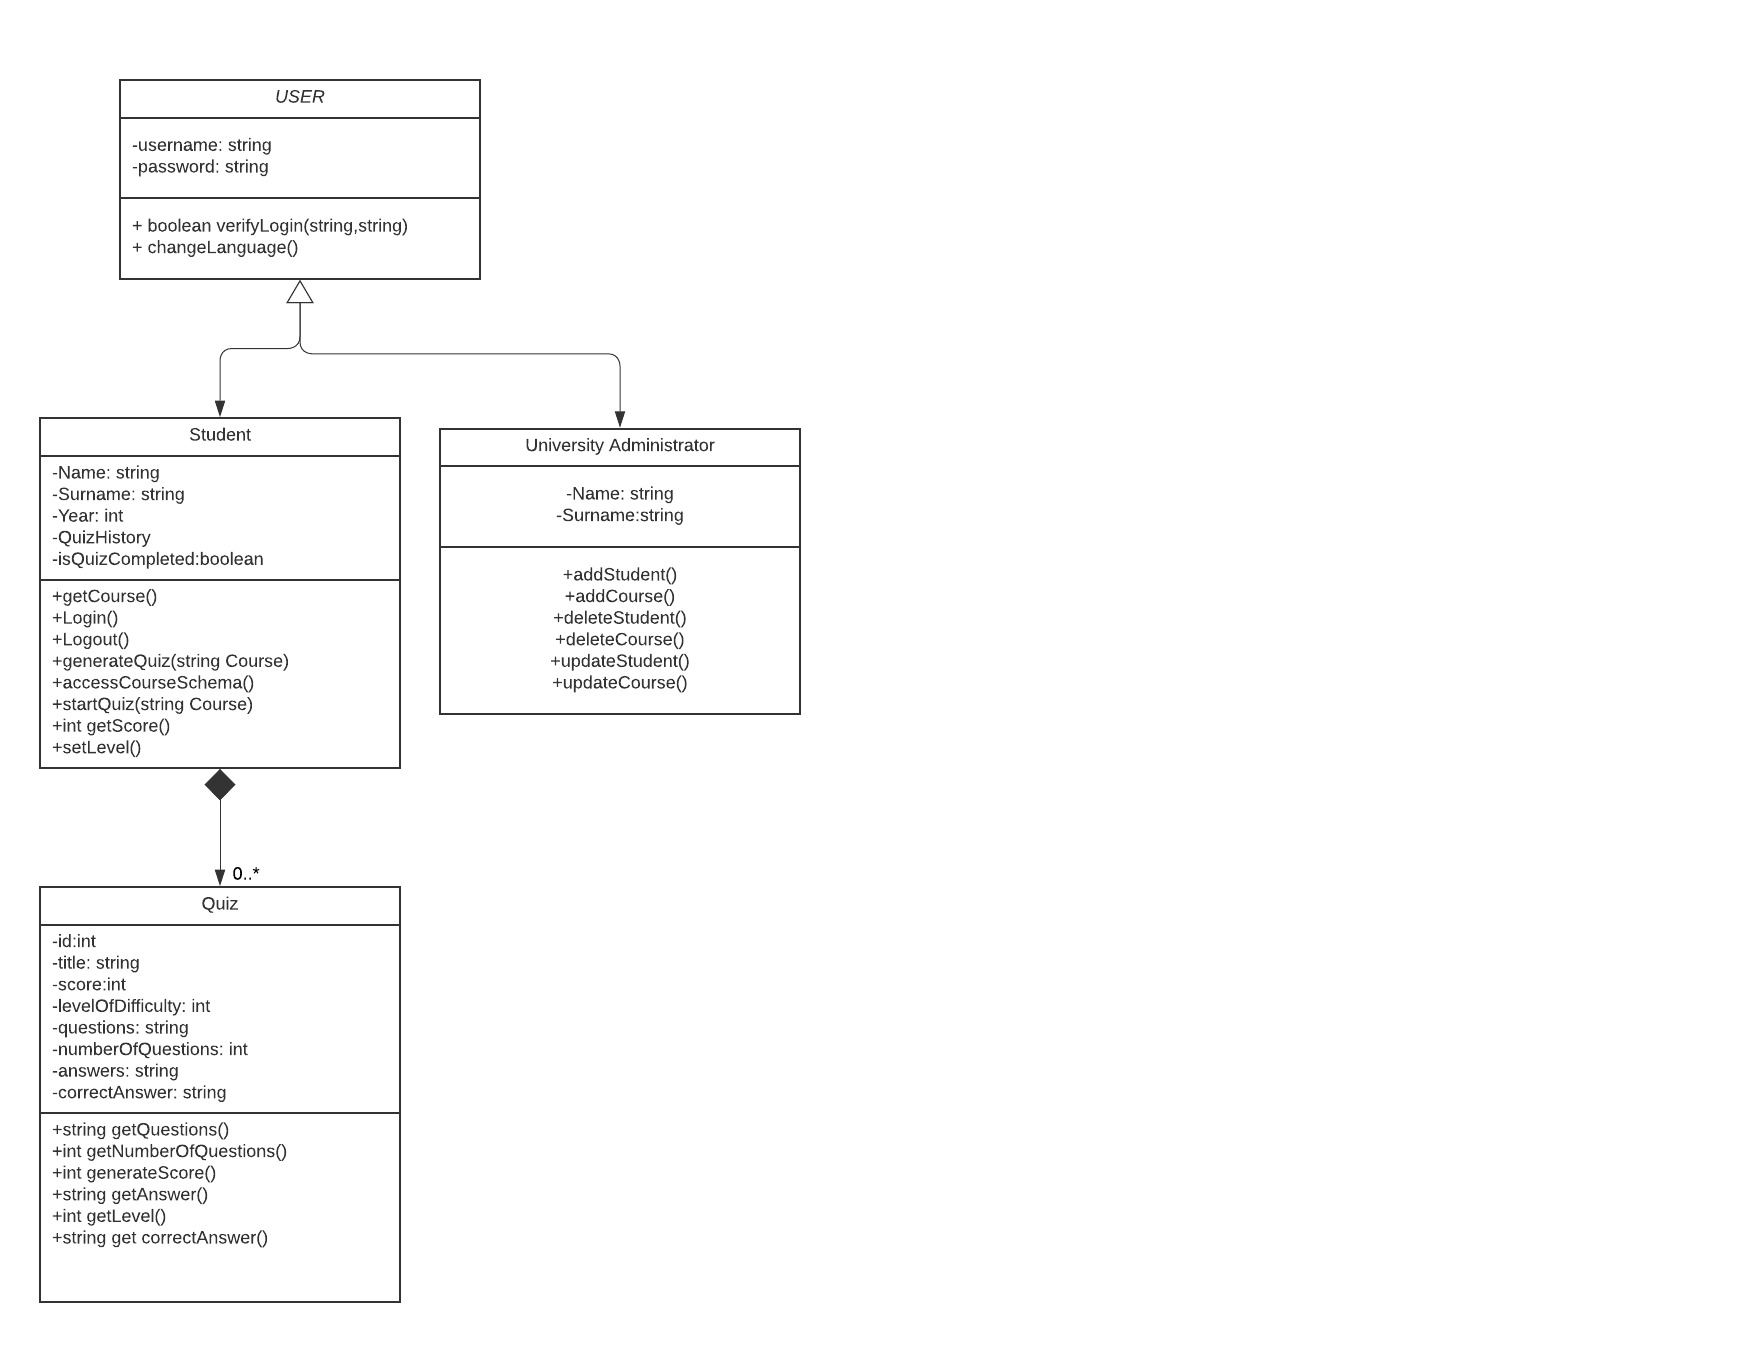 USER
-username: string
-password: string
+ boolean verifyLogin(string,string)
+ changeLanguage()
Student
-Name: string
-Surname: string
-Year: int
-QuizHistory
-isQuizCompleted:boolean
+getCourse()
+Login()
+Logout()
+generateQuiz(string Course)
+accessCourseSchema()
+startQuiz(string Course)
+int getScore()
+setLevel()
University Administrator
-Name: string
-Surname:string
+addStudent()
+addCourse()
+deleteStudent()
+deleteCourse()
+updateStudent()
+updateCourse()
0..*
Quiz
-id:int
-title: string
-score:int
-levelOfDifficulty: int
-questions: string
-numberOfQuestions: int
-answers: string
-correctAnswer: string
+string getQuestions()
+int getNumberOfQuestions()
+int generateScore()
+string getAnswer()
+int getLevel()
+string get correctAnswer()